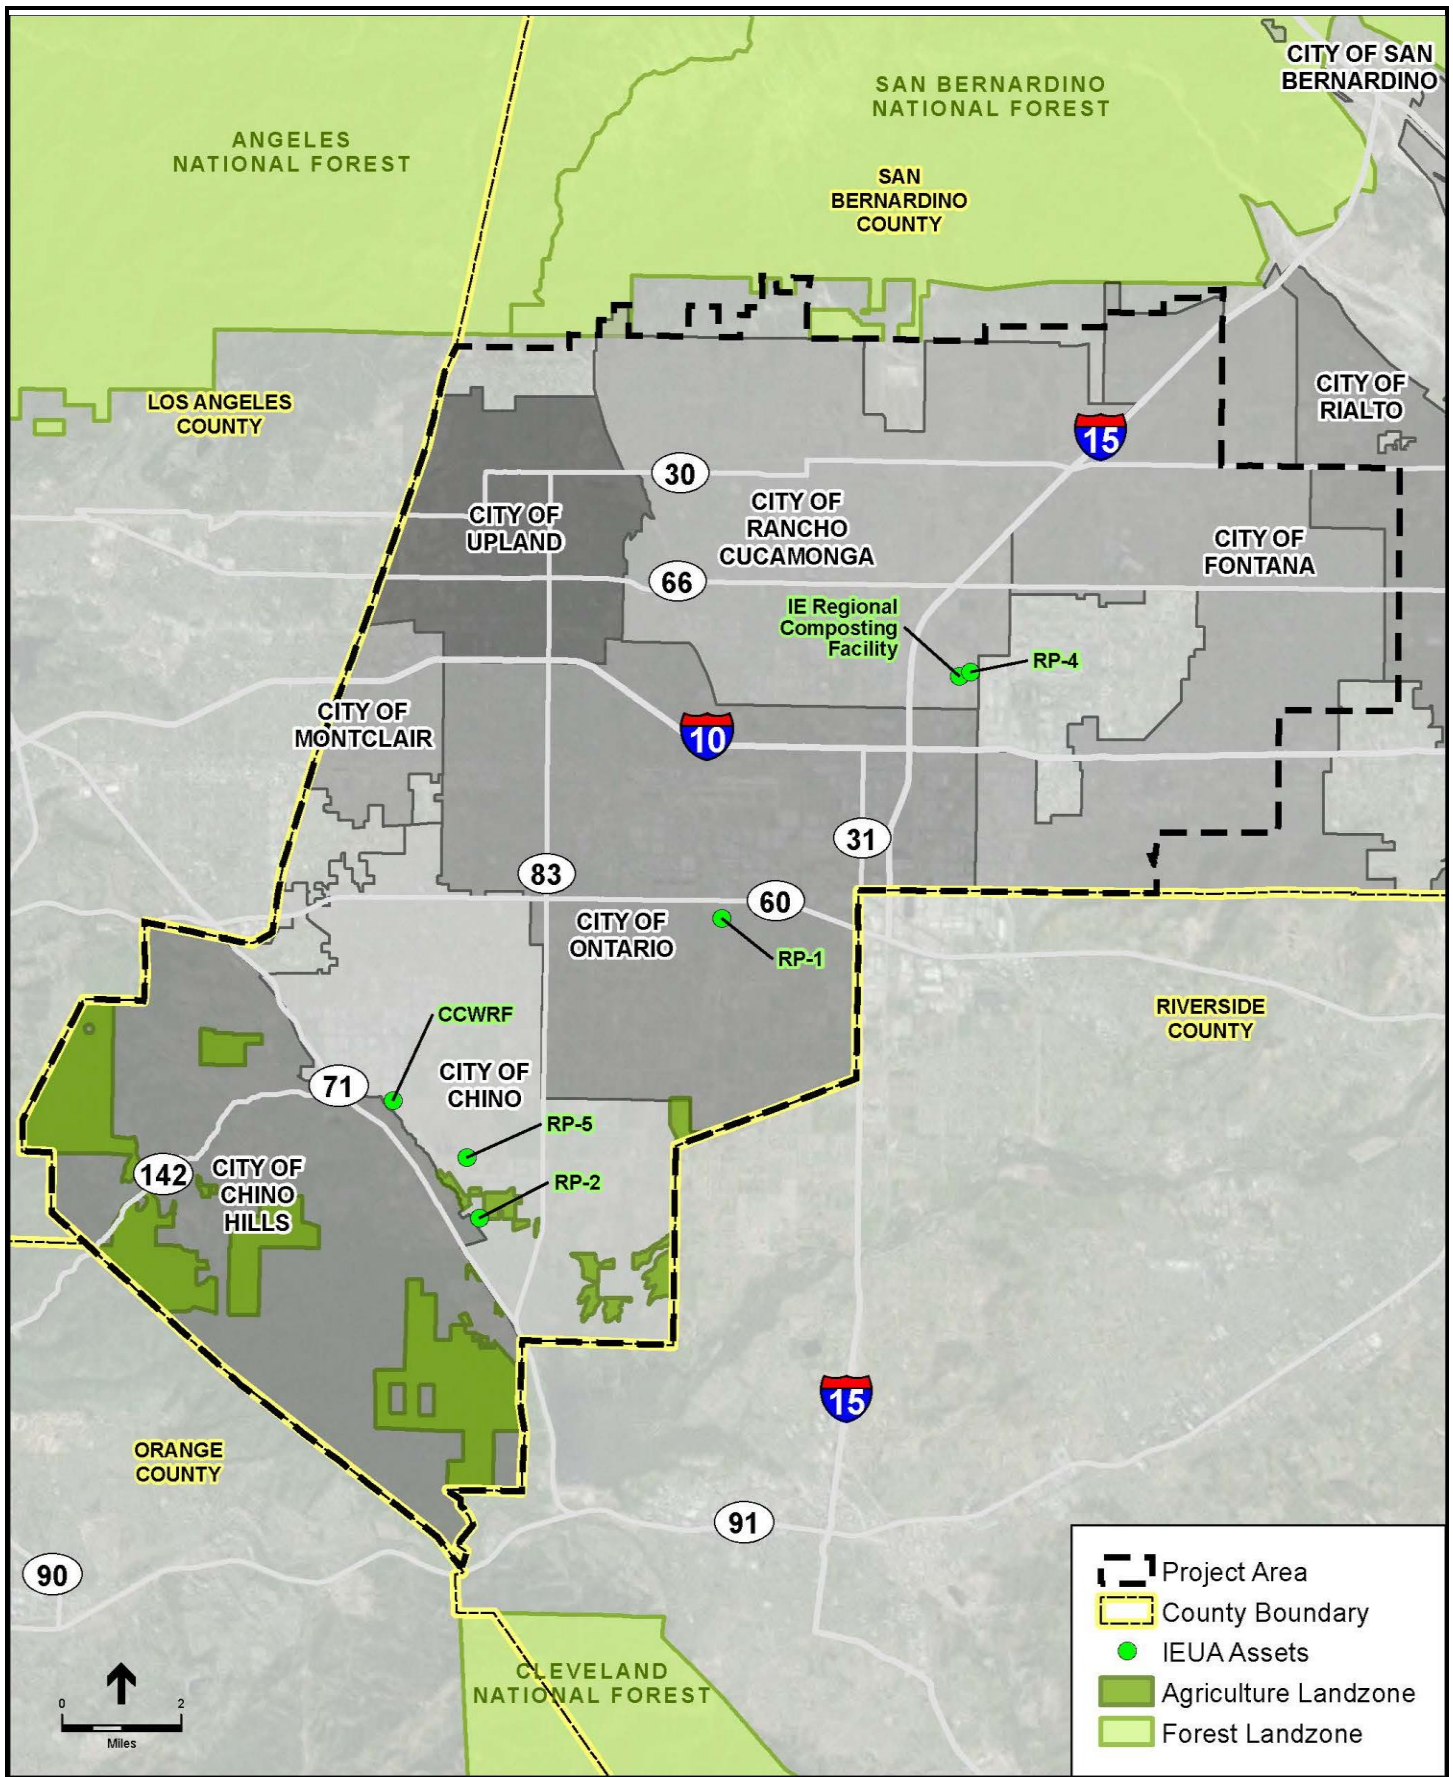 CITY OF SAN
BERNARDINO
SAN BERNARDINO
NATIONAL FOREST
ANGELES
NATIONAL FOREST
SAN
BERNARDINO
COUNTY
LOS ANGELES
COUNTY
CITY OF
RIALTO
15
30
CITY OF
UPLAND
CITY OF
RANCHO
CUCAMONGA
CITY OF
FONTANA
66
IE Regional
Composting
Facility
RP-4
CITY OF
MONTCLAIR
10
31
83
60
CITY OF
ONTARIO
RP-1
CCWRF
RIVERSIDE
COUNTY
71
CITY OF
CHINO
RP-5
142
CITY OF
CHINO
HILLS
RP-2
15
ORANGE
COUNTY
91
90
CLEVELAND
NATIONAL FOREST
0 2
Miles
Project Area
County Boundary
IEUA Assets
Agriculture Landzone
Forest Landzone